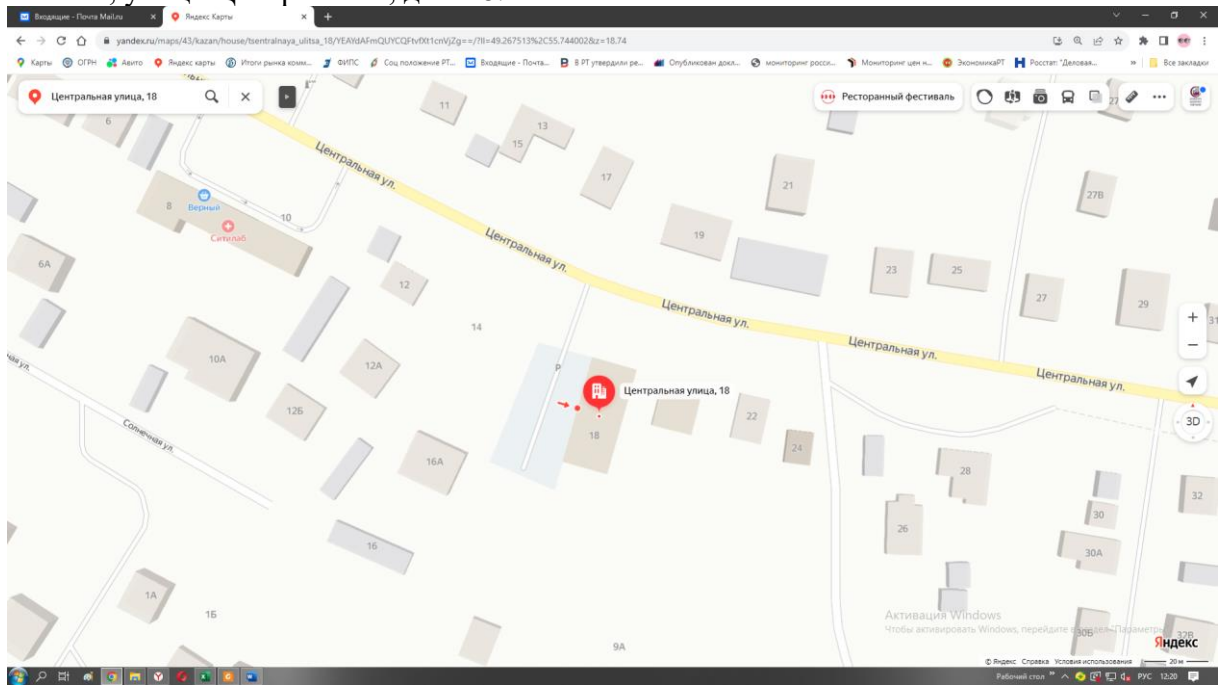 Входящие - Почта Mail.ru
Яндекс Карты
yandex.ru/maps/43/kazan/house/tsentralnaya_ulitsa_18/YEAYdAFmQUYCQFtvfXt1cnVjZg==/?ll=49.267513%2C55.744002&z=18.74
Карты
ОГРН
Авито
Яндекс карты
Итоги рынка комм...
ФИПС
Соц положение РТ...
Входящие - Почта...
В РТ утвердили ре...
Опубликован докл...
мониторинг росси...
Мониторинг цен н...
ЭкономикаРТ
Росстат: "Деловая...
Все закладки
Центральная улица, 18
Ресторанный фестиваль
6
11
13
15
17
21
27
27В
Центральная ул.
8
Верный
Ситилаб
10
6А
12
14
19
23
25
27
29
31
Центральная ул.
Центральная ул.
Центральная ул.
Центральная ул.
10А
12А
12Б
P
Центральная улица, 18
18
22
24
3D
Солнечная ул.
16А
16
28
26
30
30А
32
1А
1Б
9А
30Б
32В
Активация Windows
Чтобы активировать Windows, перейдите в раздел "Параметры
Яндекс
© Яндекс Справка Условия использования 20 м
Рабочий стол
РУС
12:20